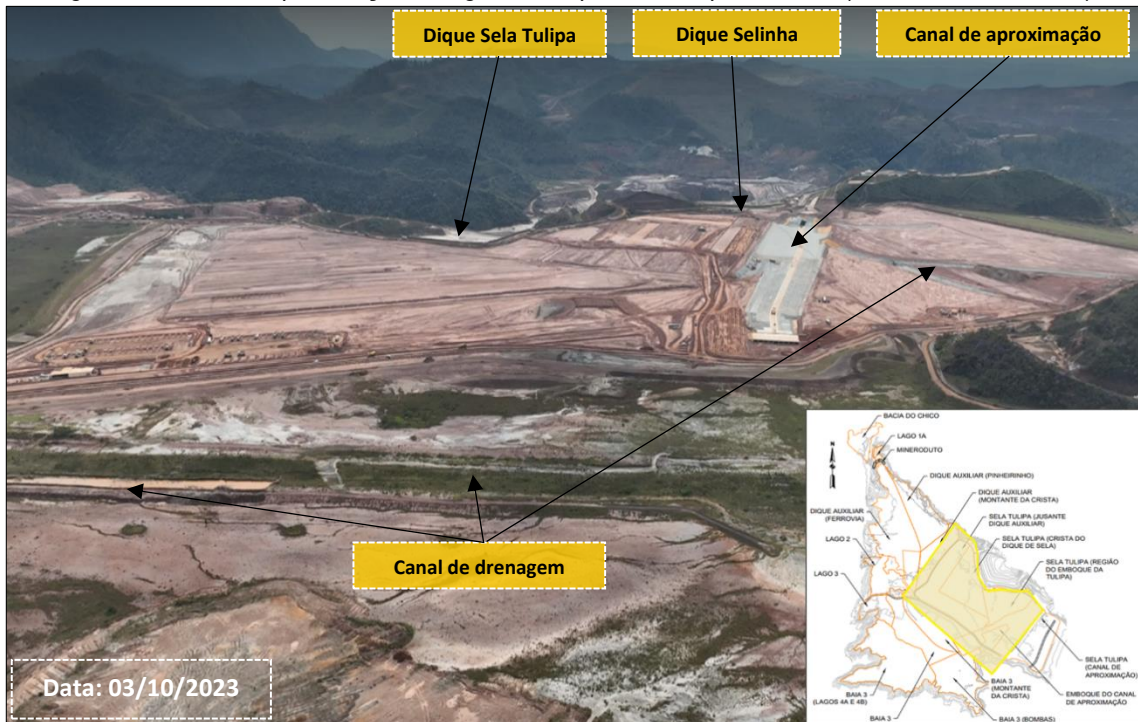 Dique Sela Tulipa
Dique Selinha
Canal de aproximação
Canal de drenagem
Data: 03/10/2023
BACIA DO CHICO
LAGO 1A
MINERODUTO
DIQUE AUXILIAR (PINHEIRINHO)
DIQUE AUXILIAR
(MONTANTE DA CRISTA)
SELA TULIPA (JUSANTE
DIQUE AUXILIAR)
SELA TULIPA (CRISTA DO
DIQUE DE SELA)
SELA TULIPA (REGIÃO
DO EMBOQUE DA
TULIPA)
DIQUE AUXILIAR
(FERROVIA)
LAGO 2
LAGO 3
SELA TULIPA
(CANAL DE
APROXIMAÇÃO)
EMBOQUE DO CANAL
DE APROXIMAÇÃO
BAIA 3
(MONTANTE
DA CRISTA)
BAIA 3
(LAGOS 4A E 4B)
BAIA 3
BAIA 3 (BOMBAS)